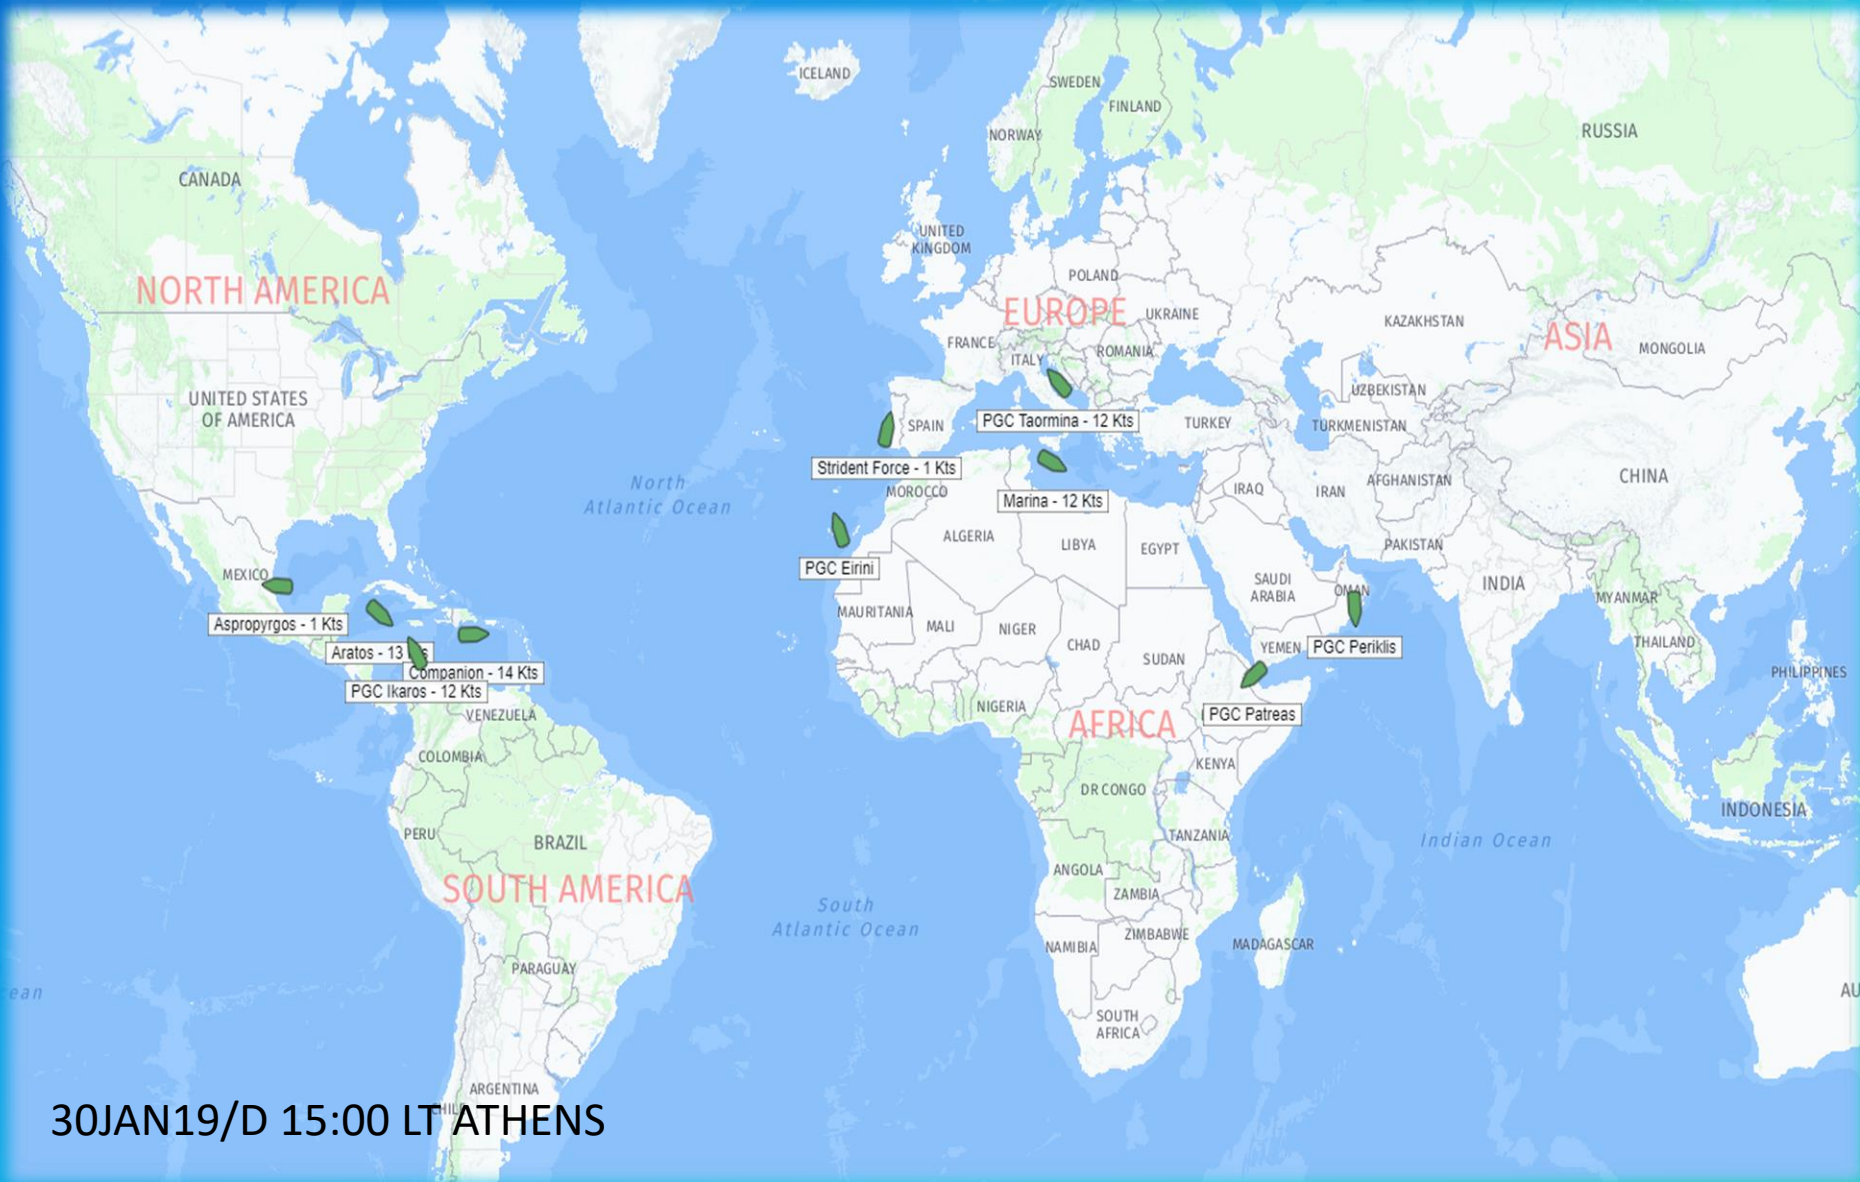 ICELAND
SWEDEN
FINLAND
NORWAY
RUSSIA
CANADA
UNITED
KINGDOM
POLAND
NORTH AMERICA
EUROPE
UKRAINE
KAZAKHSTAN
ASIA
MONGOLIA
FRANCE
ITALY
ROMANIA
UZBEKISTAN
UNITED STATES
OF AMERICA
SPAIN
PGC Taormina - 12 Kts
TURKEY
TURKMENISTAN
Strident Force - 1 Kts
CHINA
AFGHANISTAN
North
Atlantic Ocean
MOROCCO
Marina - 12 Kts
IRAQ
IRAN
ALGERIA
LIBYA
EGYPT
PAKISTAN
PGC Eirini
MEXICO
SAUDI
ARABIA
OMAN
INDIA
MYANMAR
MAURITANIA
Aspropyrgos - 1 Kts
MALI
NIGER
CHAD
SUDAN
YEMEN
PGC Periklis
THAILAND
Aratos - 13
Companion - 14 Kts
PGC Ikaros - 12 Kts
PHILIPPINES
VENEZUELA
NIGERIA
AFRICA
PGC Patreas
COLOMBIA
KENYA
DR CONGO
INDONESIA
PERU
BRAZIL
TANZANIA
Indian Ocean
ANGOLA
SOUTH AMERICA
ZAMBIA
South
Atlantic Ocean
NAMIBIA
ZIMBABWE
MADAGASCAR
PARAGUAY
ean
AU
SOUTH
AFRICA
ARGENTINA
CHIL
30JAN19/D 15:00 LT ATHENS